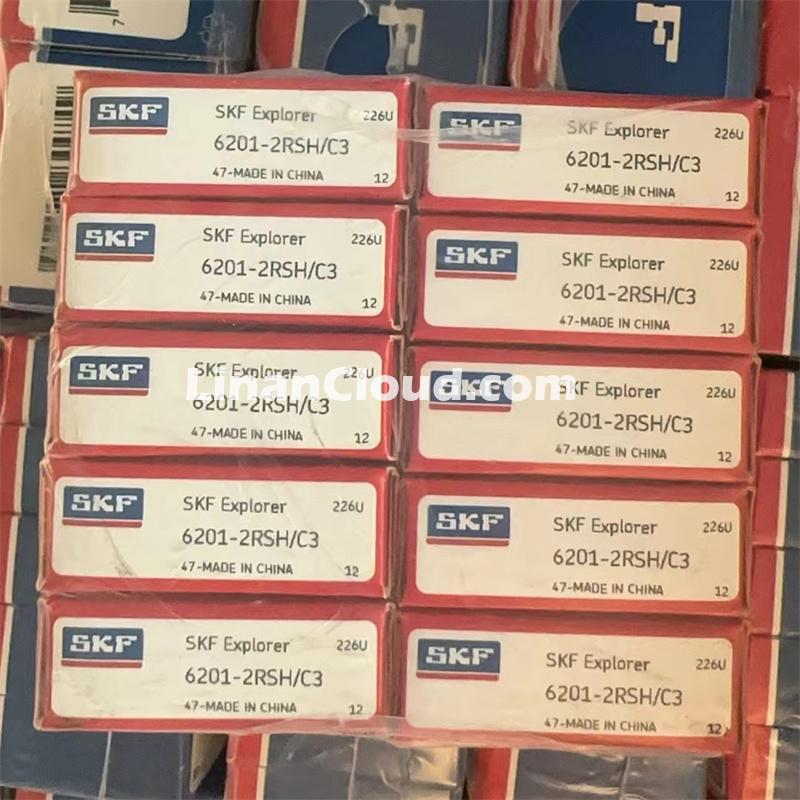 F
SKF
SKF Explorer 226U
6201-2RSH/C3
47-MADE IN CHINA 12
SKF
SKF Explorer 226U
6201-2RSH/C3
47-MADE IN CHINA 12
SKF
SKF Explorer 226U
6201-2RSH/C3
47-MADE IN CHINA 12
SKF
SKF Explorer 226U
6201-2RSH/C3
47-MADE IN CHINA 12
SKF
SKF Explorer 226U
6201-2RSH/C3
47-MADE IN CHINA 12
SKF
SKF Explorer 226U
6201-2RSH/C3
47-MADE IN CHINA 12
LinanCloud.com
SKF
SKF Explorer 226U
6201-2RSH/C3
47-MADE IN CHINA 12
SKF
SKF Explorer 226U
6201-2RSH/C3
47-MADE IN CHINA 12
SKF
SKF Explorer 226U
6201-2RSH/C3
47-MADE IN CHINA 12
SKF
SKF Explorer 226U
6201-2RSH/C3
47-MADE IN CHINA 12